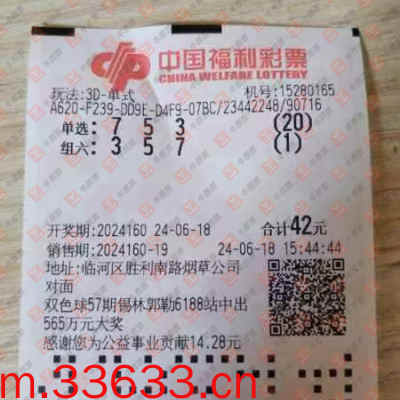 中国福利彩票
CHINA WELFARE LOTTERY
玩法:3D-单式 机号:15280165
A620-F239-DD9E-D4F9-07BC/23442248/90716
单选: 7 5 3 (20)
组六: 3 5 7 (1)
开奖期:2024160 24-06-18 合计42元
销售期:2024160-19 24-06-18 15:44:44
地址:临河区胜利南路烟草公司
对面
双色球57期锡林郭勒6188站中出
565万元大奖
感谢您为公益事业贡献14.28元
m.33633.cn